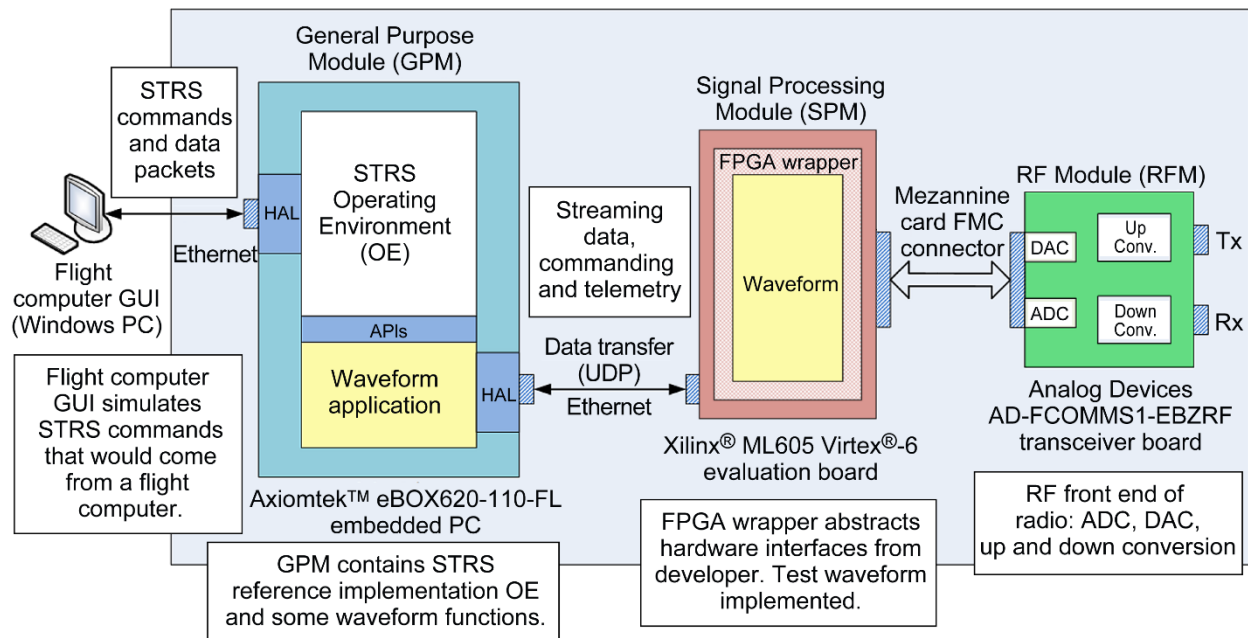 General Purpose
Module (GPM)
STRS
commands
and data
packets
HAL
STRS
Operating
Environment
(OE)
Ethernet
Flight
computer GUI
(Windows PC)
APIs
Waveform
application
HAL
Flight computer
GUI simulates
STRS commands
that would come
from a flight
computer.
Axiomtek™ eBOX620-110-FL
embedded PC
GPM contains STRS
reference implementation OE
and some waveform functions.
Streaming
data,
commanding
and telemetry
Data transfer
(UDP)
Ethernet
Signal Processing
Module (SPM)
FPGA wrapper
Waveform
Xilinx® ML605 Virtex®-6
evaluation board
FPGA wrapper abstracts
hardware interfaces from
developer. Test waveform
implemented.
Mezannine
card FMC
connector
RF Module (RFM)
DAC
Up
Conv.
Tx
ADC
Down
Conv.
Rx
Analog Devices
AD-FCOMMS1-EBZRF
transceiver board
RF front end of
radio: ADC, DAC,
up and down conversion